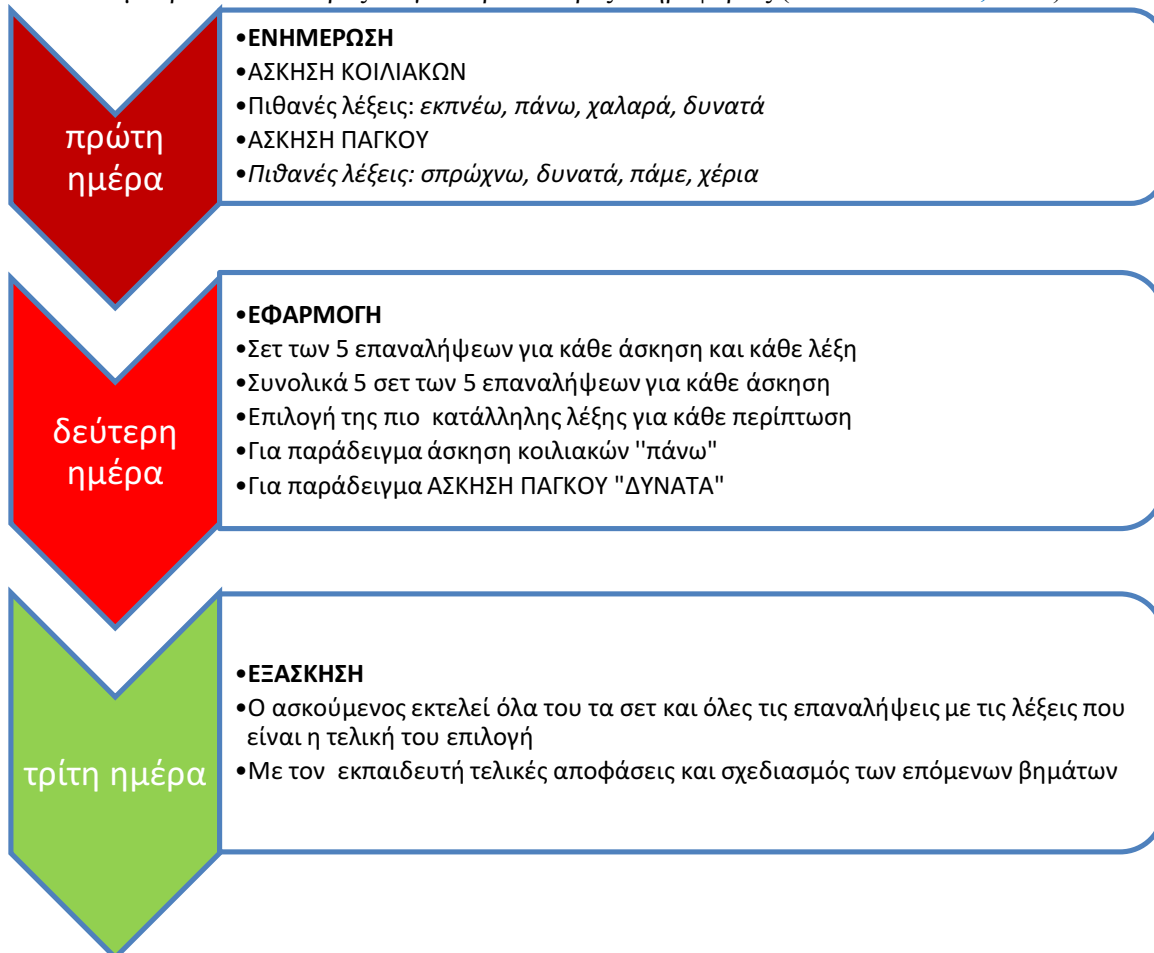 πρώτη
ημέρα
•ΕΝΗΜΕΡΩΣΗ
•ΑΣΚΗΣΗ ΚΟΙΛΙΑΚΩΝ
•Πιθανές λέξεις: εκπνέω, πάνω, χαλαρά, δυνατά
•ΑΣΚΗΣΗ ΠΑΓΚΟΥ
•Πιθανές λέξεις: σπρώχνω, δυνατά, πάμε, χέρια
δεύτερη
ημέρα
•ΕΦΑΡΜΟΓΗ
•Σετ των 5 επαναλήψεων για κάθε άσκηση και κάθε λέξη
•Συνολικά 5 σετ των 5 επαναλήψεων για κάθε άσκηση
•Επιλογή της πιο  κατάλληλης λέξης για κάθε περίπτωση
•Για παράδειγμα άσκηση κοιλιακών ''πάνω"
•Για παράδειγμα ΑΣΚΗΣΗ ΠΑΓΚΟΥ "ΔΥΝΑΤΑ"
τρίτη ημέρα
•ΕΞΑΣΚΗΣΗ
•Ο ασκούμενος εκτελεί όλα του τα σετ και όλες τις επαναλήψεις με τις λέξεις που
είναι η τελική του επιλογή
•Με τον  εκπαιδευτή τελικές αποφάσεις και σχεδιασμός των επόμενων βημάτων